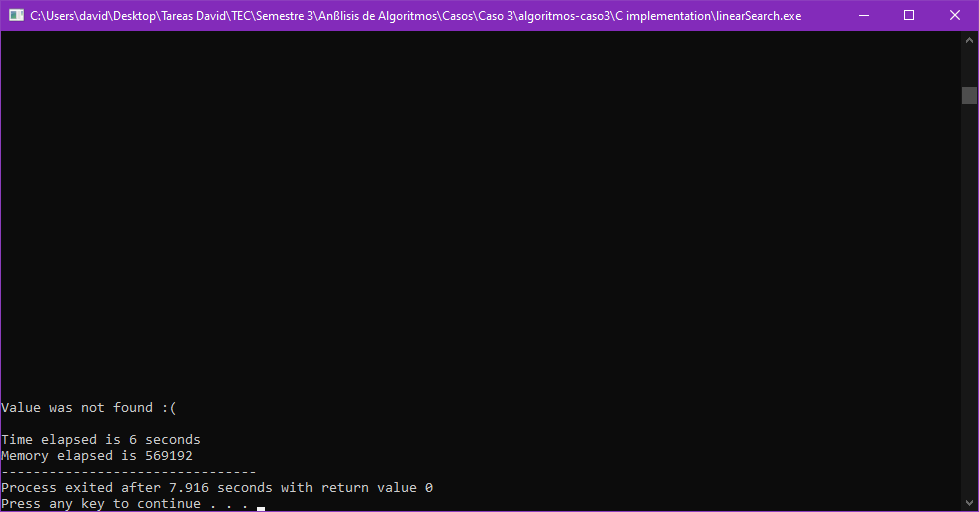 C:\Users\david\Desktop\Tareas David\TEC\Semestre 3\Anßlisis de Algoritmos\Casos\Caso 3\algoritmos-caso3\C implementation\linearSearch.exe
Value was not found :(
Time elapsed is 6 seconds
Memory elapsed is 569192
--------------------------------
Process exited after 7.916 seconds with return value 0
Press any key to continue . . .